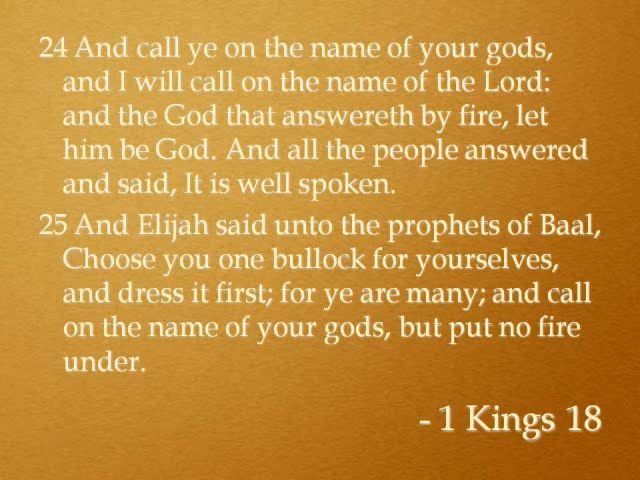 24 And call ye on the name of your gods,
and I will call on the name of the Lord:
and the God that answereth by fire, let
him be God. And all the people answered
and said, It is well spoken.
25 And Elijah said unto the prophets of Baal,
Choose you one bullock for yourselves,
and dress it first; for ye are many; and call
on the name of your gods, but put no fire
under.
- 1 Kings 18